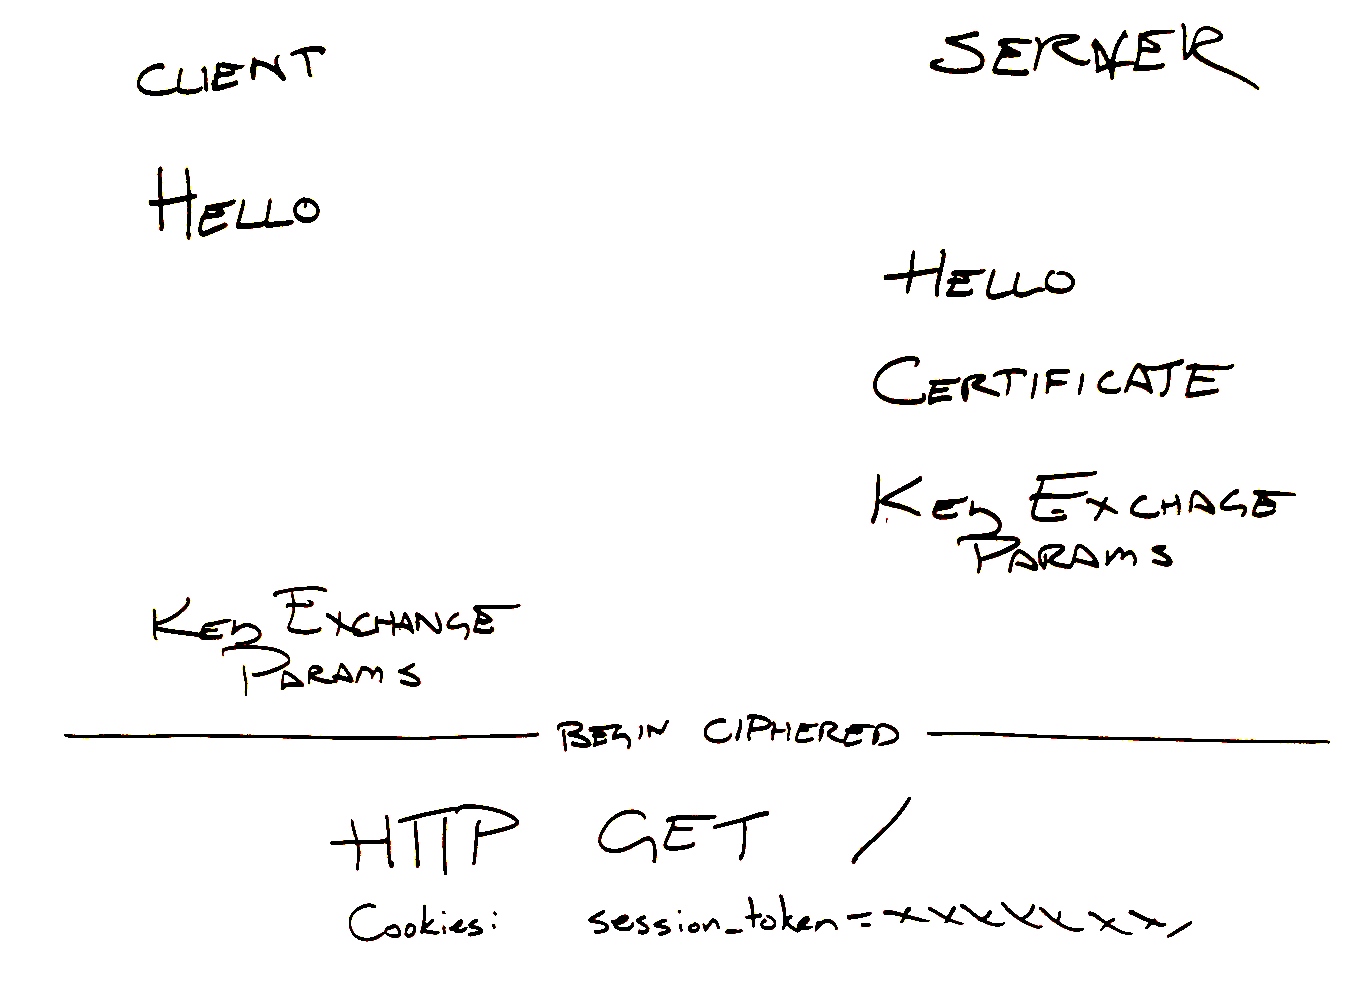 CLIENT
SERVER
HELLO
HELLO
CERTIFICATE
KEY EXCHAGE
PARAMS
KEY EXCHANGE
PARAMS
BEGIN CIPHERED
HTTP GET /
Cookies: session_token=xxxxxxxx,